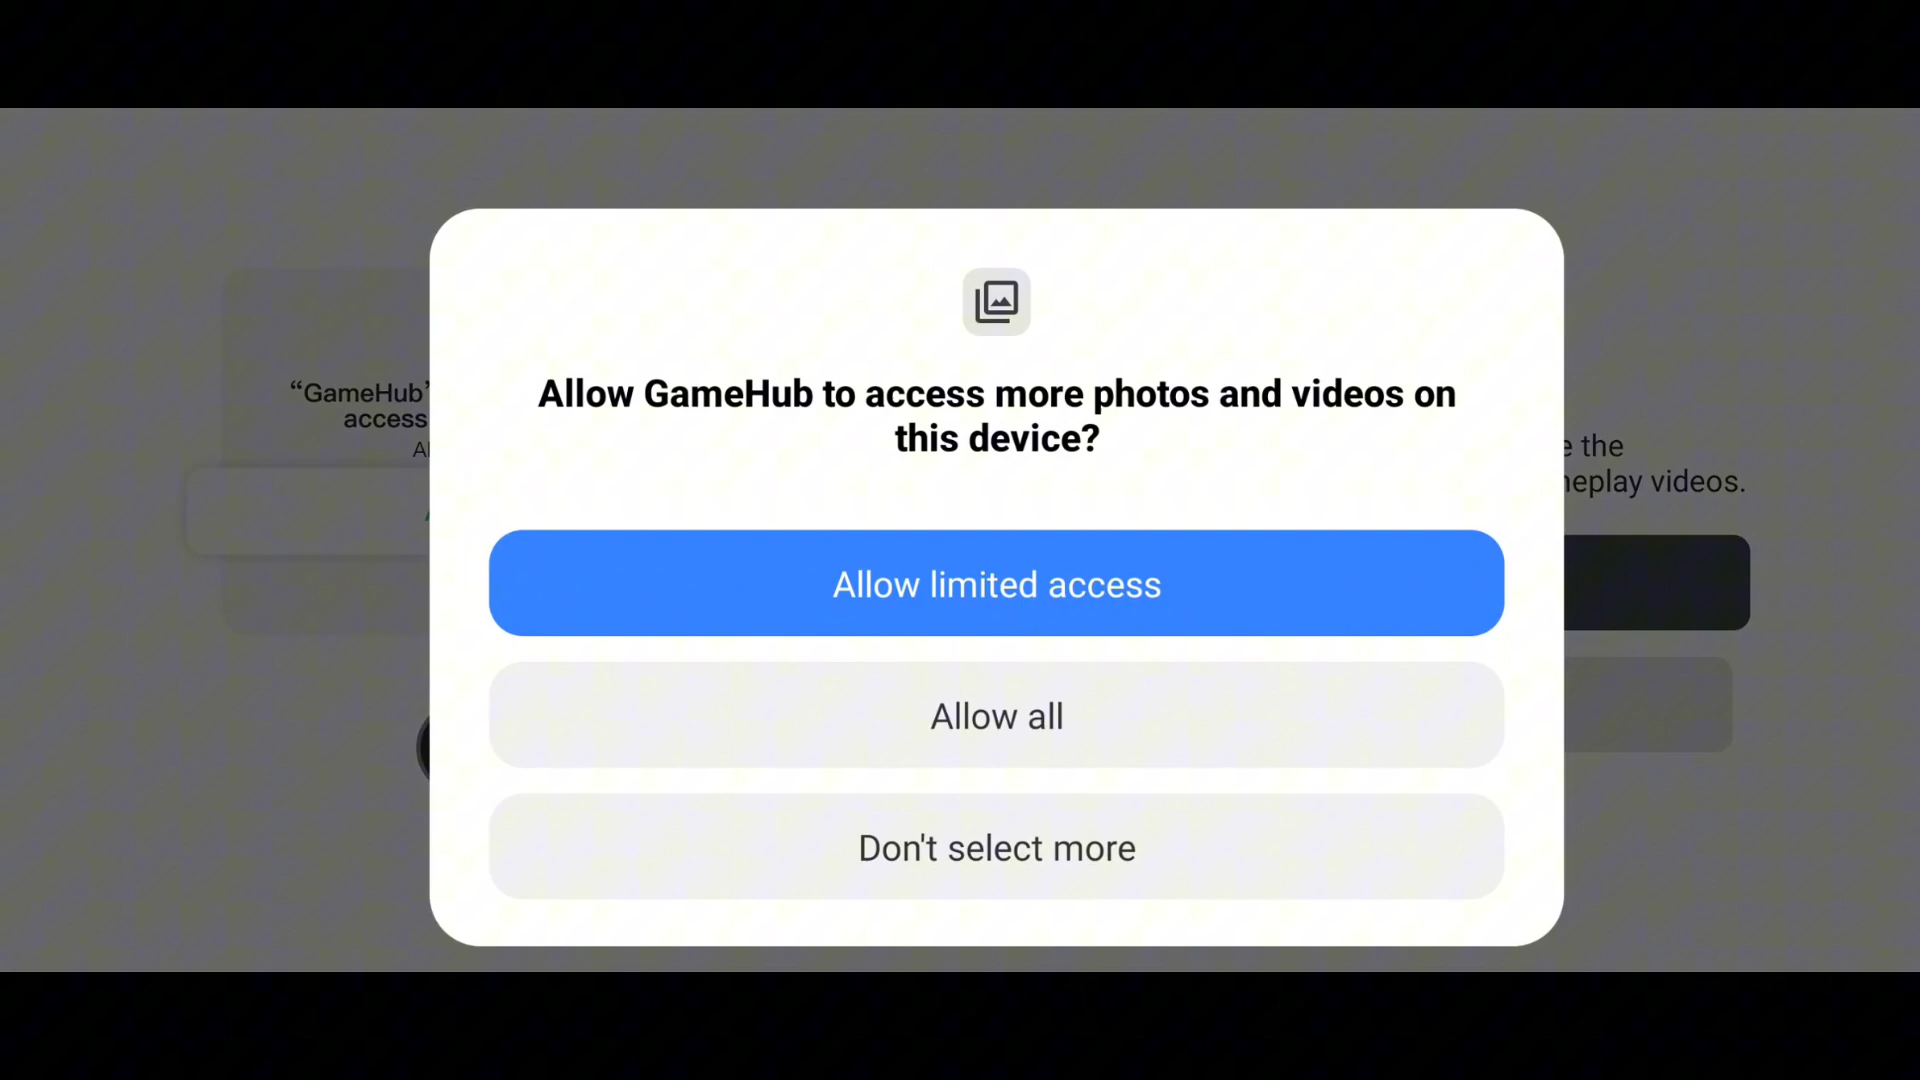 Allow GameHub to access more photos and videos on
this device?
Allow limited access
Allow all
Don't select more
“GameHub”
access
e the
eplay videos.